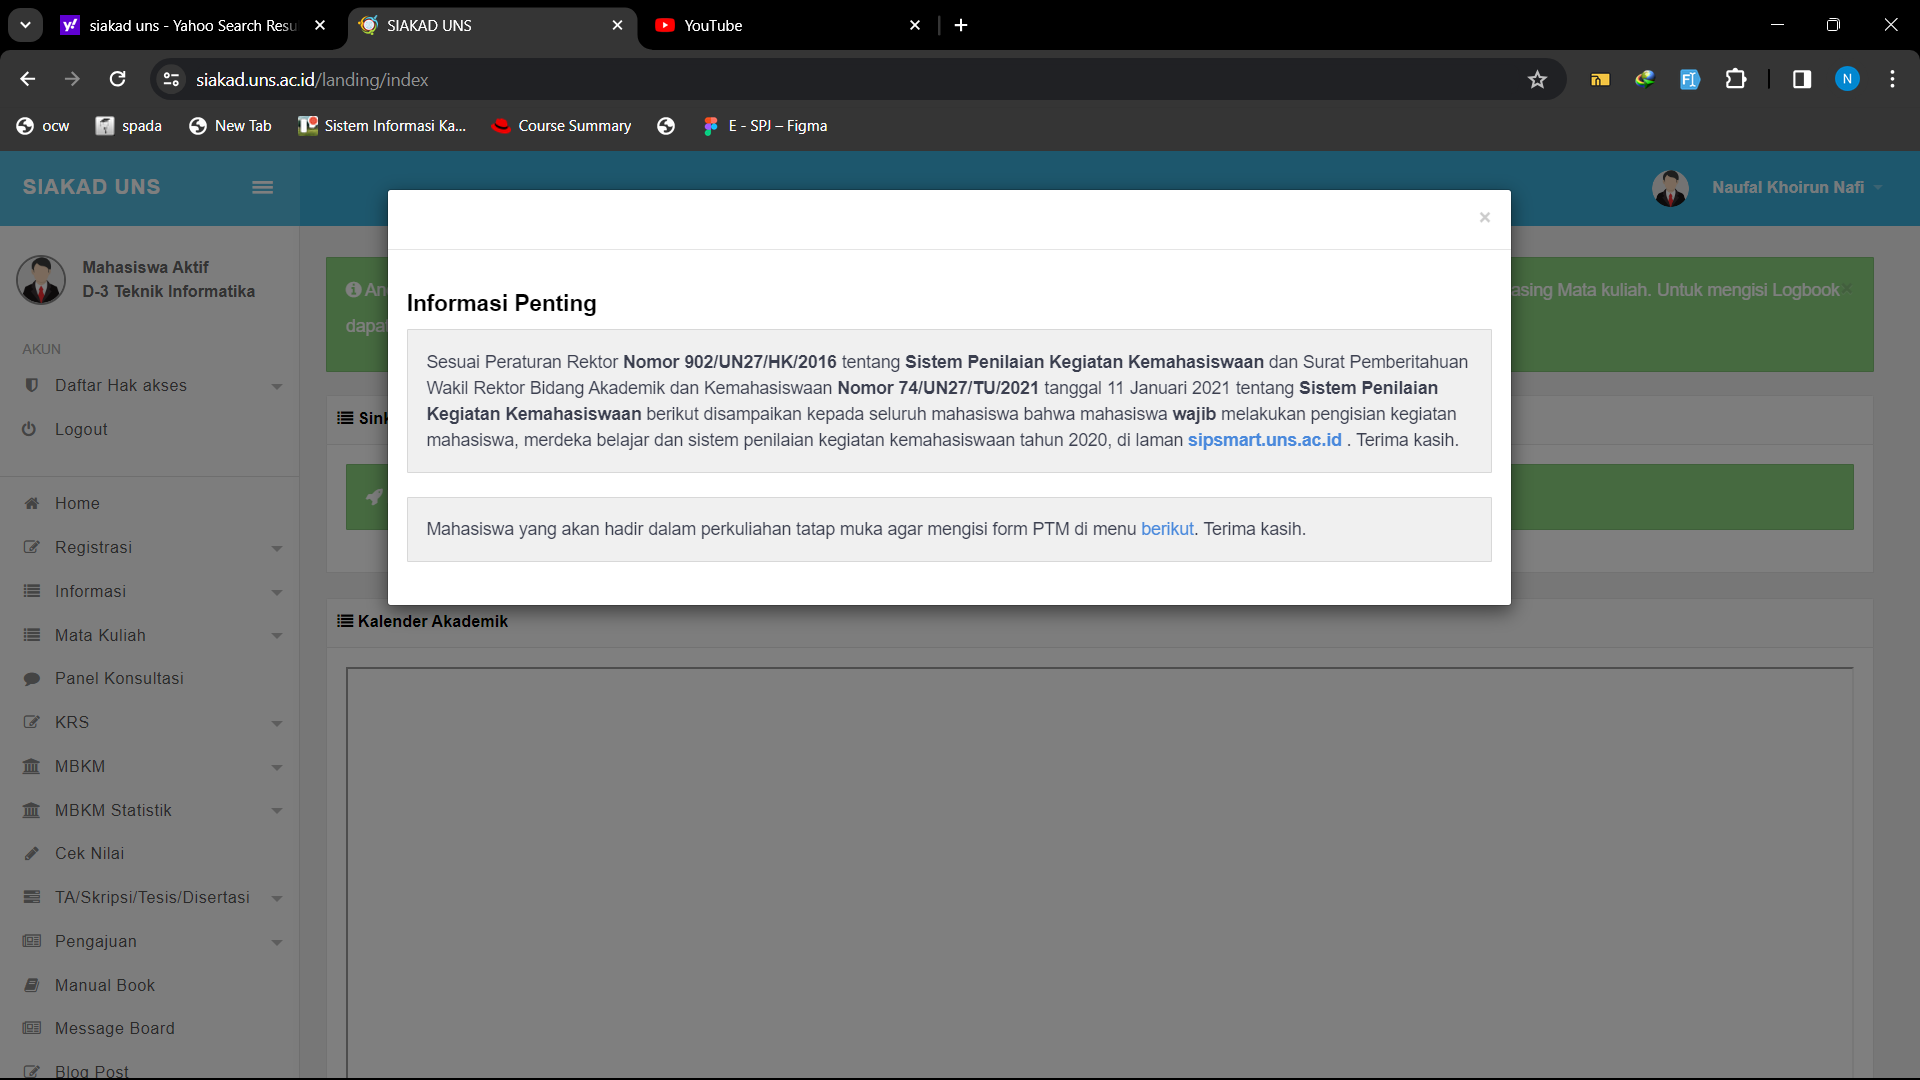 siakad uns - Yahoo Search Resu
SIAKAD UNS
YouTube
siakad.uns.ac.id/landing/index
N
ocw
spada
New Tab
Sistem Informasi Ka...
Course Summary
E - SPJ – Figma
SIAKAD UNS
Naufal Khoirun Nafi
×
Mahasiswa Aktif
D-3 Teknik Informatika
AKUN
Daftar Hak akses
Logout
Home
Registrasi
Informasi
Mata Kuliah
Panel Konsultasi
KRS
MBKM
MBKM Statistik
Cek Nilai
TA/Skripsi/Tesis/Disertasi
Pengajuan
Manual Book
Message Board
Blog Post
asing Mata kuliah. Untuk mengisi Logbook
Informasi Penting
Sesuai Peraturan Rektor Nomor 902/UN27/HK/2016 tentang Sistem Penilaian Kegiatan Kemahasiswaan dan Surat Pemberitahuan
Wakil Rektor Bidang Akademik dan Kemahasiswaan Nomor 74/UN27/TU/2021 tanggal 11 Januari 2021 tentang Sistem Penilaian
Kegiatan Kemahasiswaan berikut disampaikan kepada seluruh mahasiswa bahwa mahasiswa wajib melakukan pengisian kegiatan
mahasiswa, merdeka belajar dan sistem penilaian kegiatan kemahasiswaan tahun 2020, di laman sipsmart.uns.ac.id . Terima kasih.
Mahasiswa yang akan hadir dalam perkuliahan tatap muka agar mengisi form PTM di menu berikut. Terima kasih.
Kalender Akademik